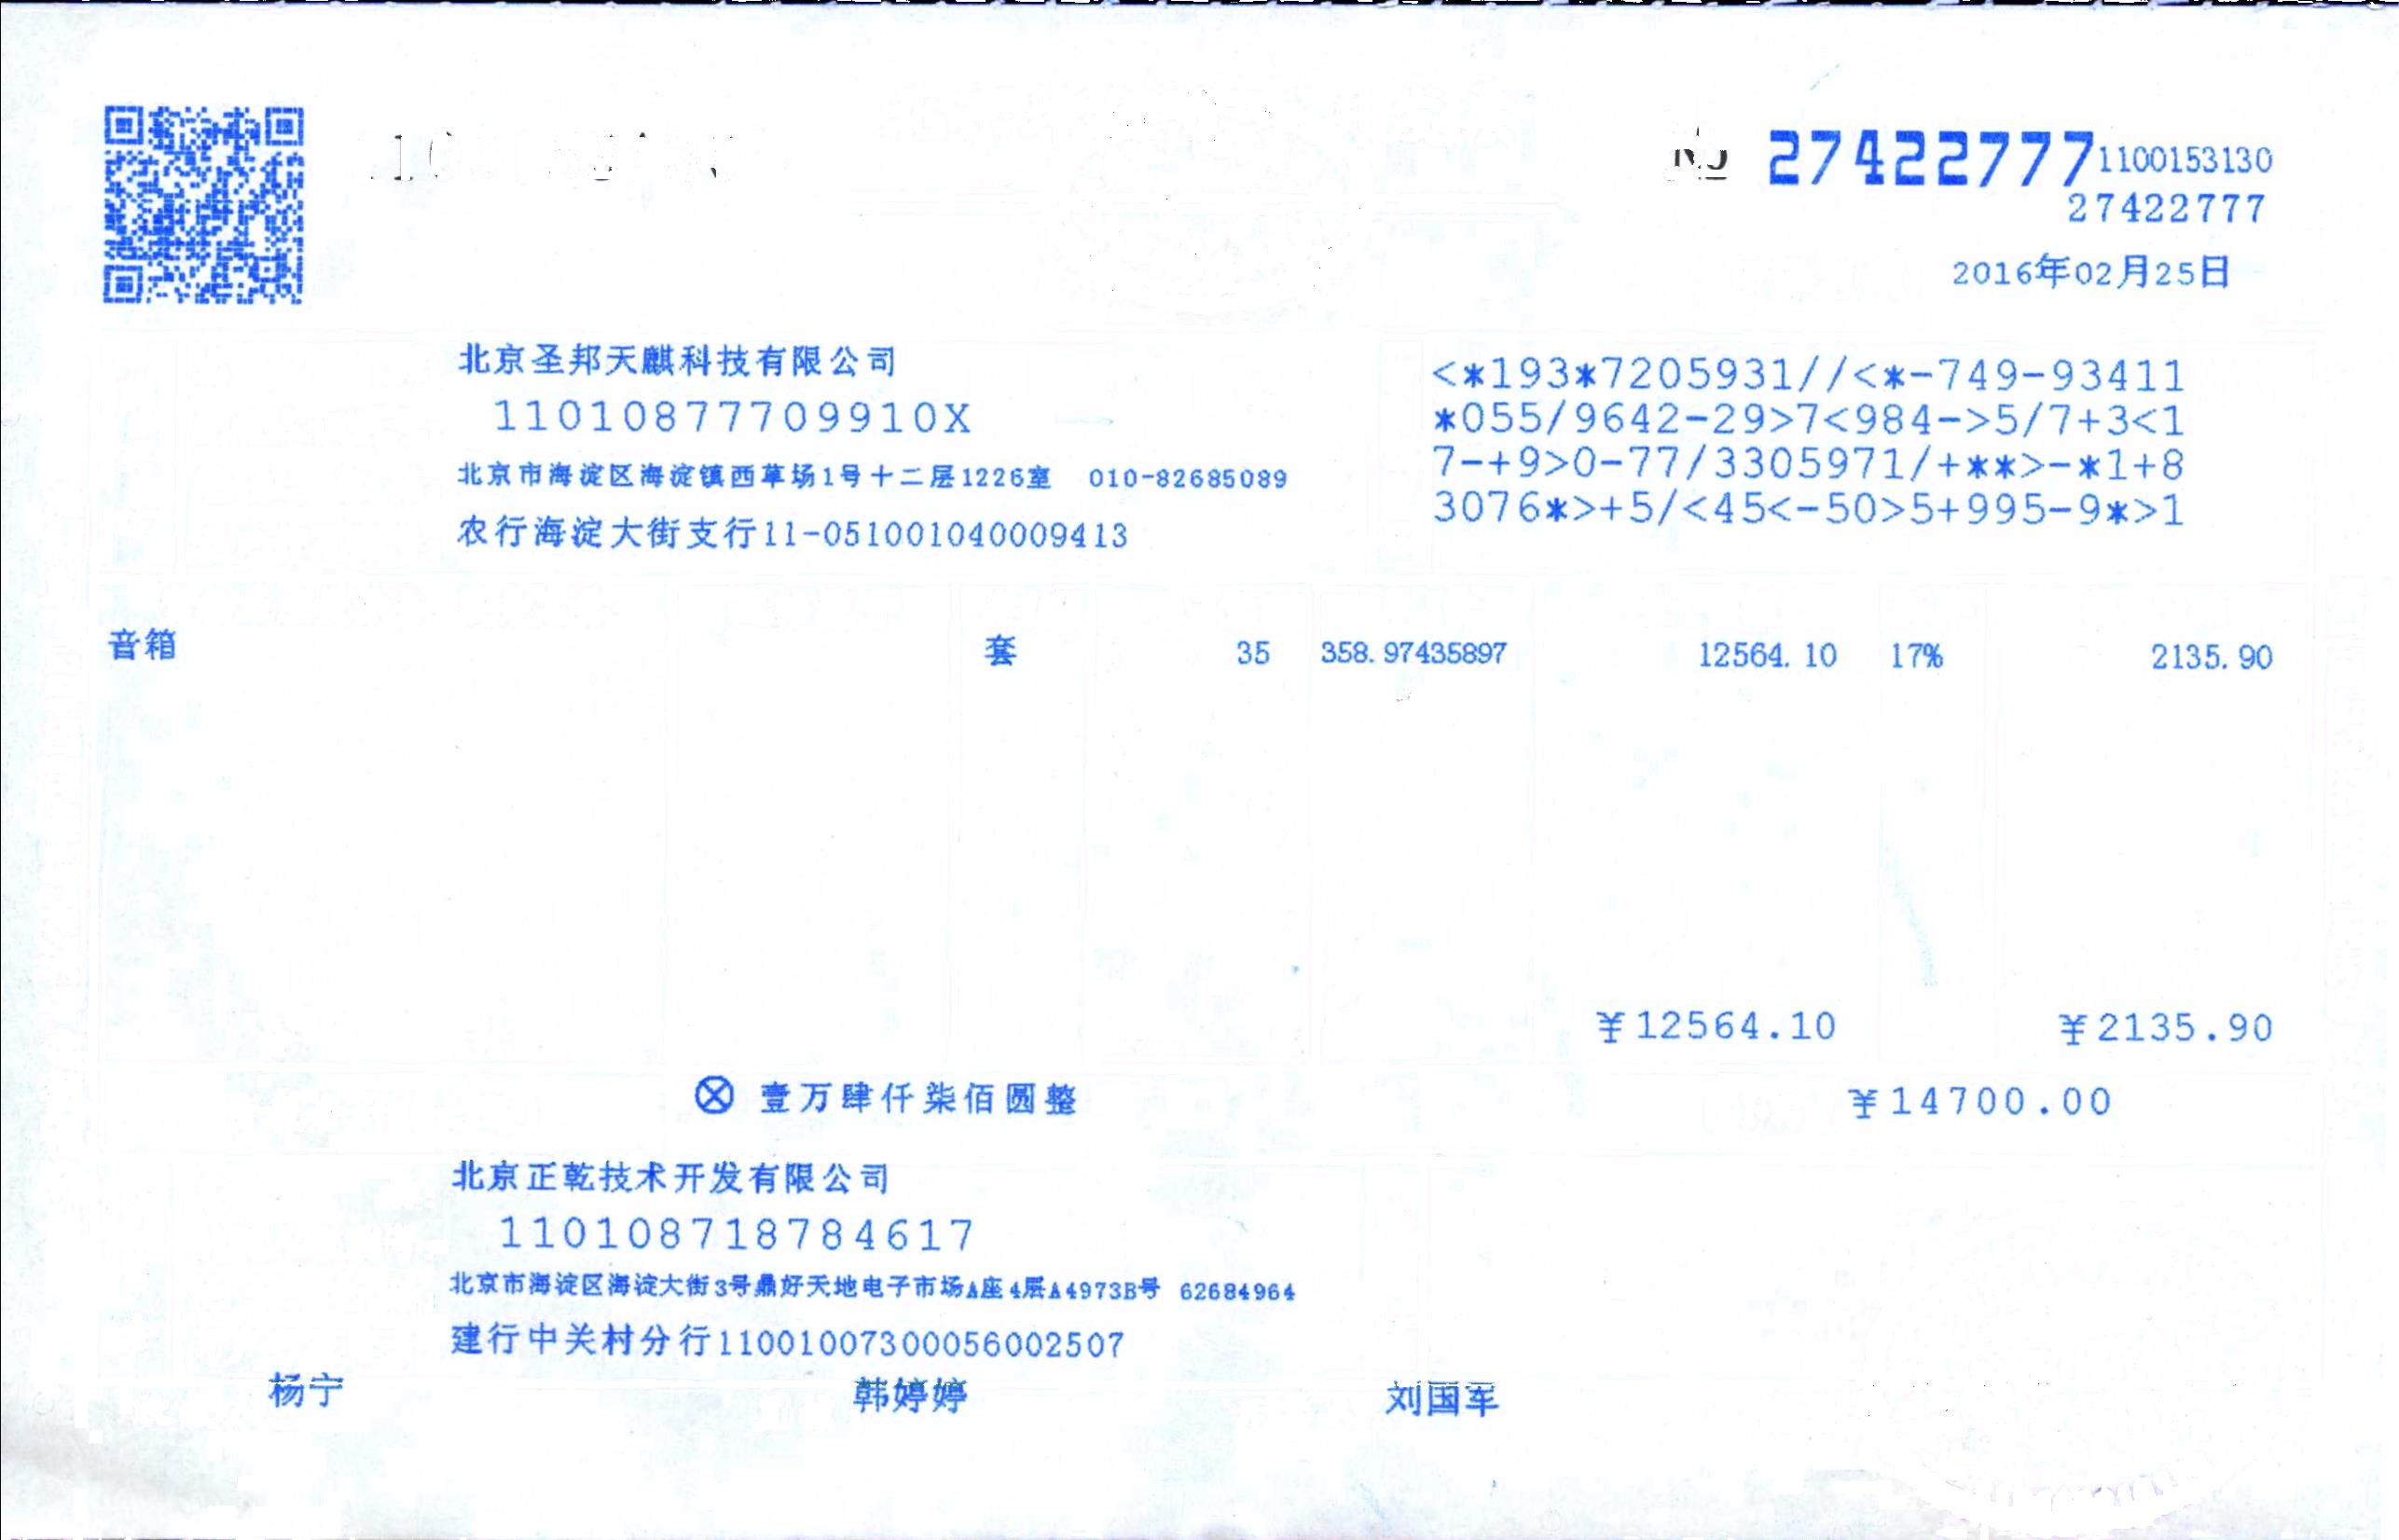 № 27422777 1100153130
27422777
2016年02月25日
北京圣邦天麒科技有限公司
11010877709910X
北京市海淀区海淀镇西草场1号十二层1226室 010-82685089
农行海淀大街支行11-051001040009413
<*193*7205931//<*-749-93411
*055/9642-29>7<984->5/7+3<1
7-+9>0-77/3305971/+**>-*1+8
3076*>+5/<45<-50>5+995-9*>1
音箱 套 35 358.97435897 12564.10 17% 2135.90
¥12564.10 ¥2135.90
ⓧ 壹万肆仟柒佰圆整 ¥14700.00
北京正乾技术开发有限公司
110108718784617
北京市海淀区海淀大街3号鼎好天地电子市场A座4层A4973B号 62684964
建行中关村分行11001007300056002507
杨宁 韩婷婷 刘国军